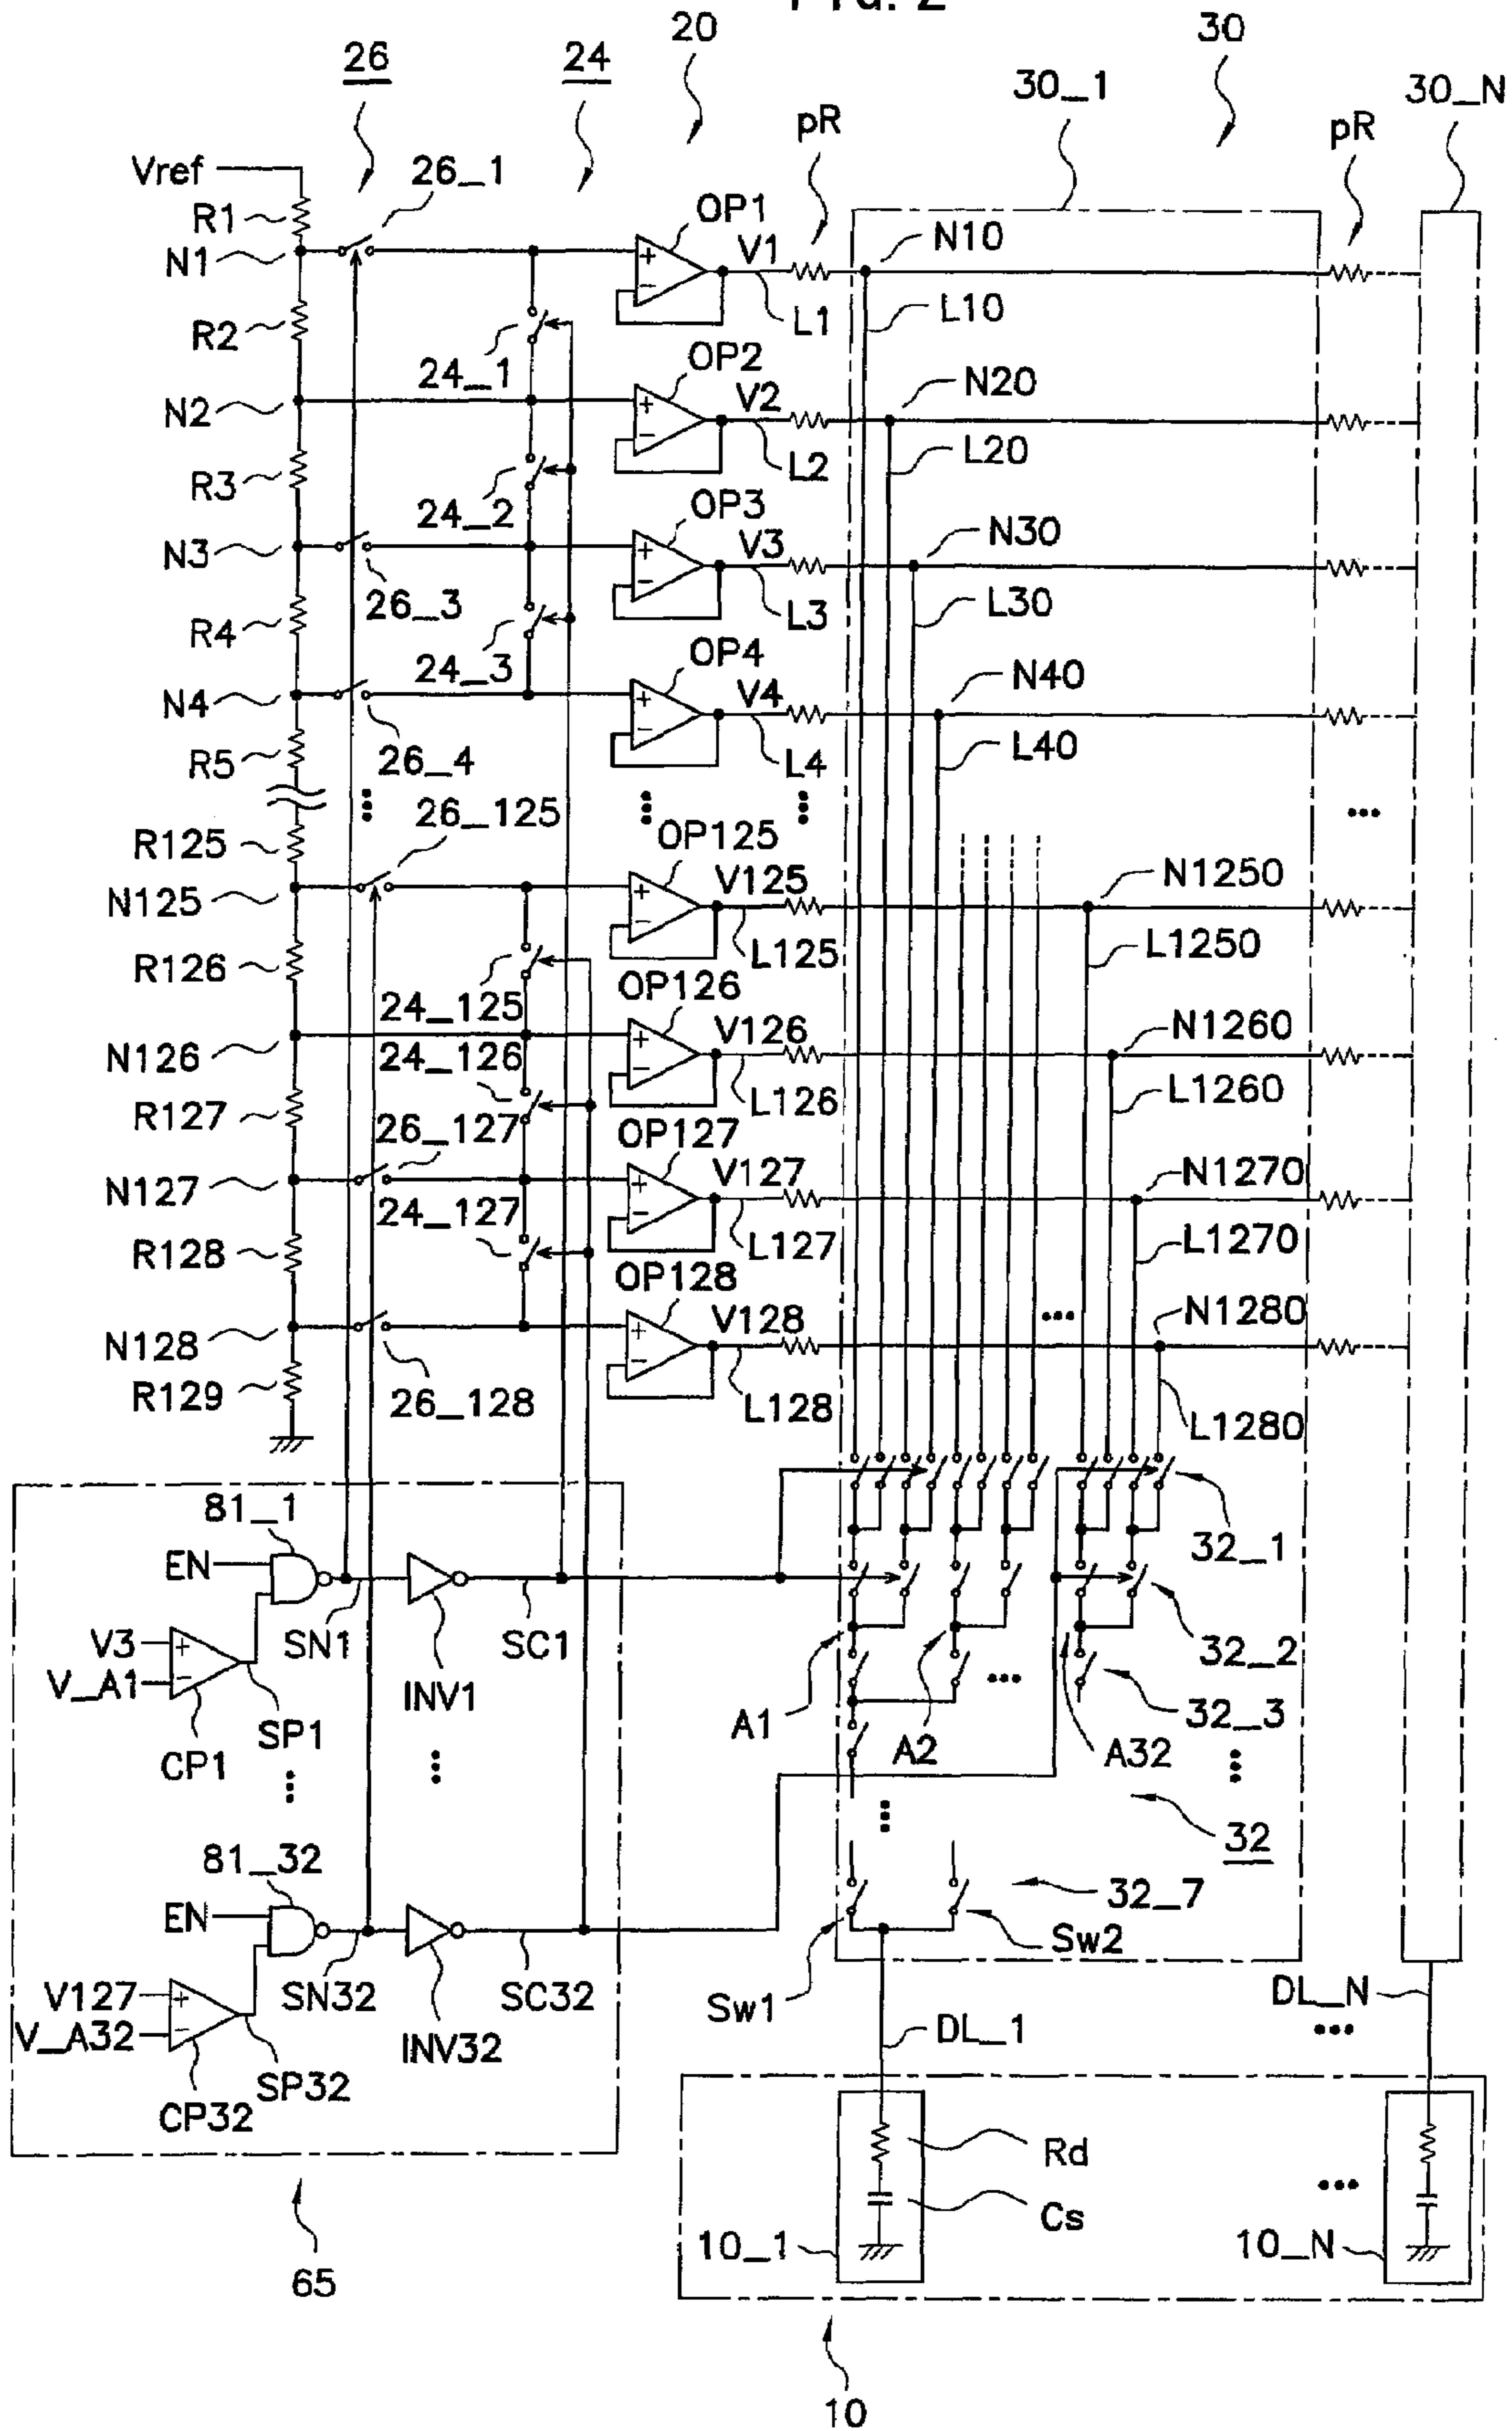 FIG. 2
20
30
26
24
30_1
30_N
pR
pR
Vref
26_1
R1
OP1
V1
N10
N1
L1
L10
R2
24_1
OP2
V2
N20
N2
L2
L20
R3
24_2
OP3
V3
N30
N3
26_3
L3
L30
R4
24_3
OP4
V4
N40
N4
26_4
L4
L40
R5
26_125
R125
OP125
V125
N1250
N125
L125
L1250
R126
24_125
OP126
V126
N1260
N126
24_126
L126
L1260
R127
26_127
OP127
V127
N1270
N127
24_127
L127
L1270
R128
OP128
V128
N1280
N128
R129
26_128
L128
L1280
81_1
32_1
EN
V3
SN1
SC1
V_A1
INV1
32_2
SP1
A1
32_3
CP1
A2
A32
81_32
32
EN
32_7
Sw2
V127
SN32
SC32
Sw1
DL_N
V_A32
INV32
DL_1
SP32
CP32
Rd
Cs
10_1
10_N
65
10